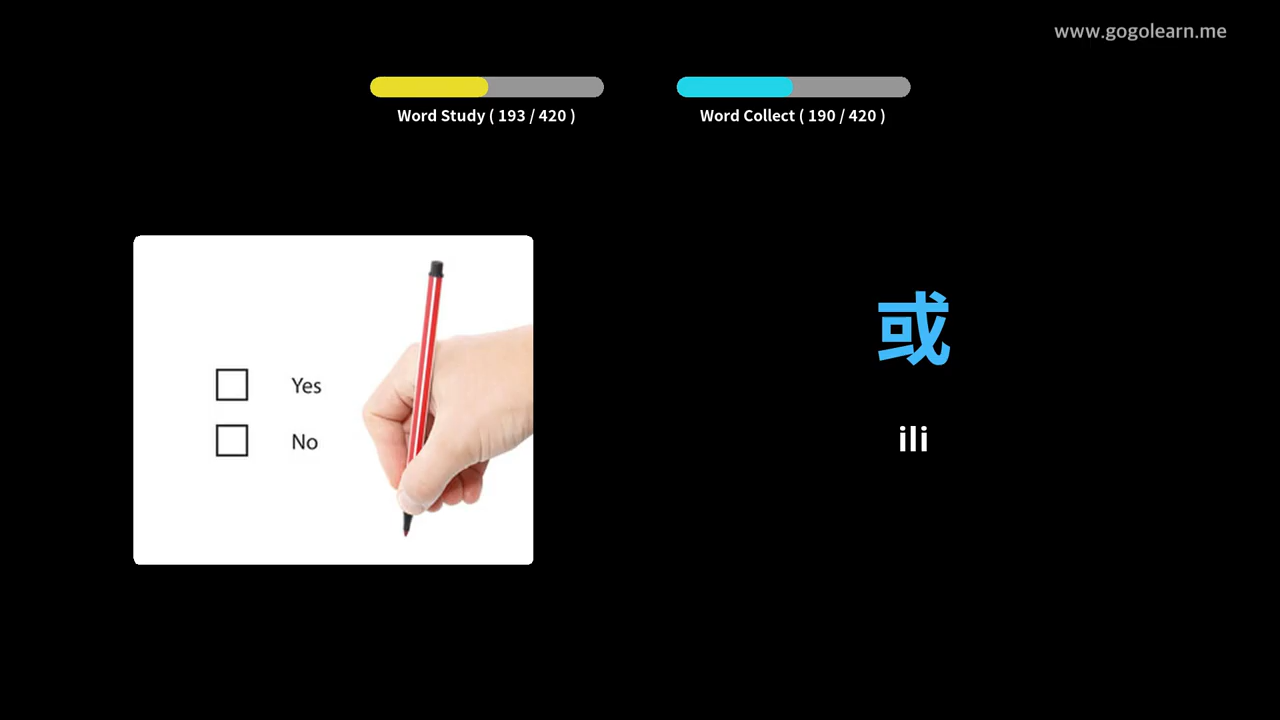 www.gogolearn.me
Word Study ( 193 / 420 )
Word Collect ( 190 / 420 )
Yes
No
或
ili